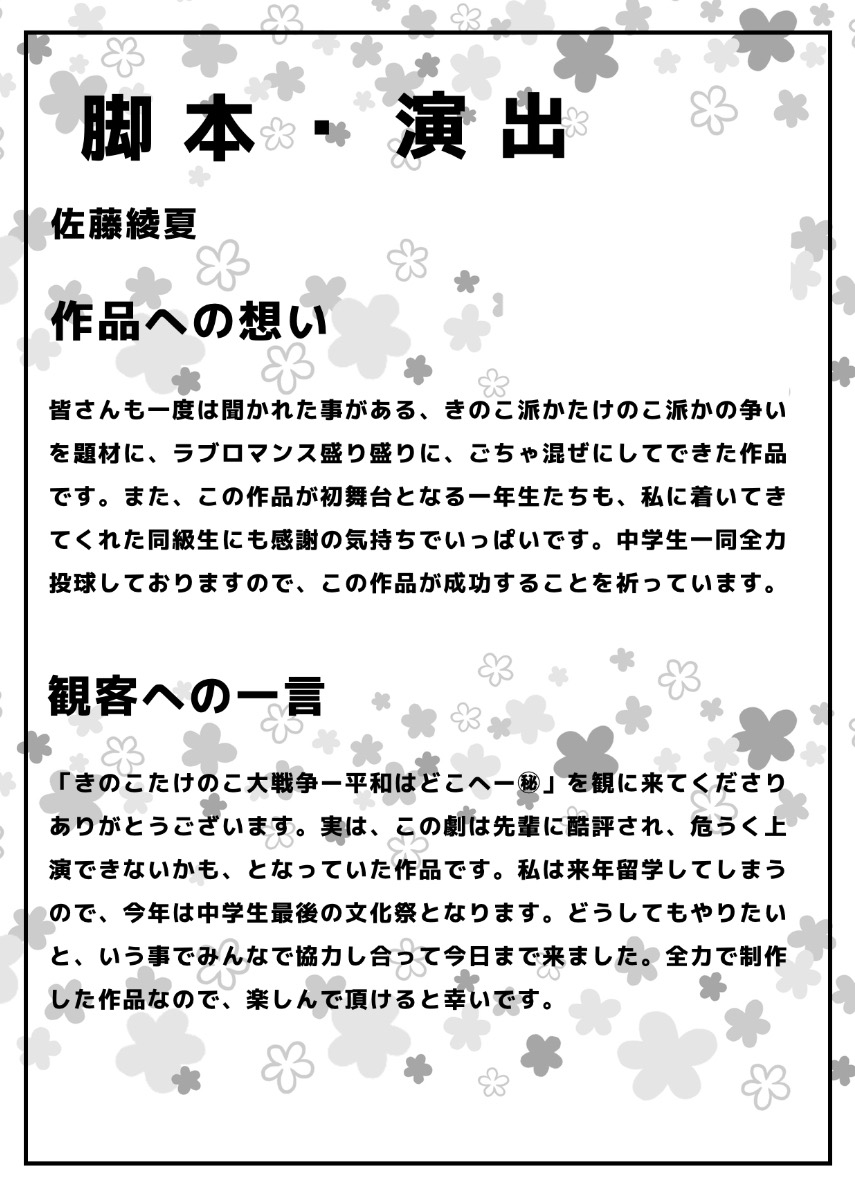 脚本・演出
佐藤綾夏
作品への想い
皆さんも一度は聞かれた事がある、きのこ派かたけのこ派かの争い
を題材に、ラブロマンス盛り盛りに、ごちゃ混ぜにしてできた作品
です。また、この作品が初舞台となる一年生たちも、私に着いてき
てくれた同級生にも感謝の気持ちでいっぱいです。中学生一同全力
投球しておりますので、この作品が成功することを祈っています。
観客への一言
「きのこたけのこ大戦争ー平和はどこへー㊙」を観に来てくださり
ありがとうございます。実は、この劇は先輩に酷評され、危うく上
演できないかも、となっていた作品です。私は来年留学してしまう
ので、今年は中学生最後の文化祭となります。どうしてもやりたい
と、いう事でみんなで協力し合って今日まで来ました。全力で制作
した作品なので、楽しんで頂けると幸いです。